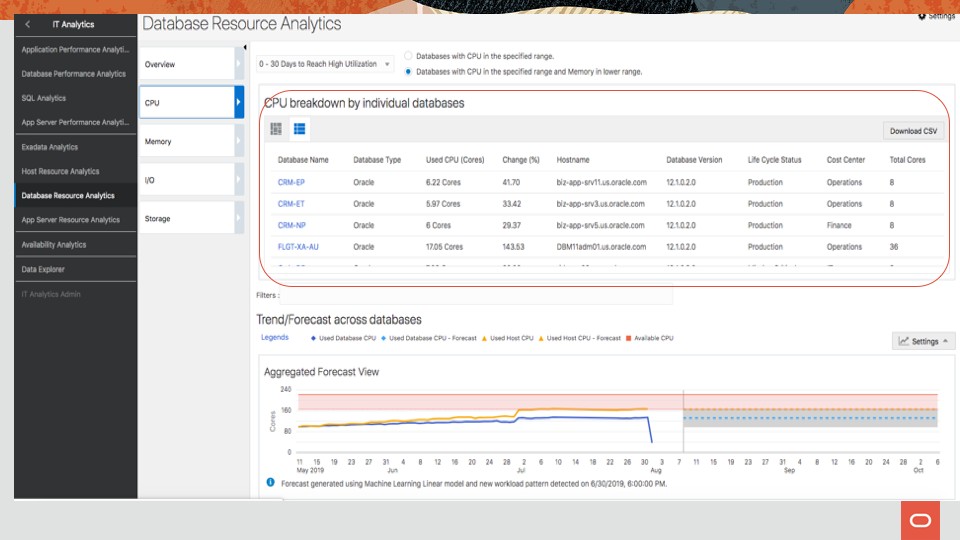 IT Analytics
Database Resource Analytics
Settings
Application Performance Analyti...
Database Performance Analytics
SQL Analytics
App Server Performance Analyti...
Exadata Analytics
Host Resource Analytics
Database Resource Analytics
App Server Resource Analytics
Availability Analytics
Data Explorer
IT Analytics Admin
Overview
CPU
Memory
I/O
Storage
0 - 30 Days to Reach High Utilization
Databases with CPU in the specified range.
Databases with CPU in the specified range and Memory in lower range.
CPU breakdown by individual databases
Download CSV
Database Name Database Type Used CPU (Cores) Change (%) Hostname Database Version Life Cycle Status Cost Center Total Cores
CRM-EP Oracle 6.22 Cores 41.70 biz-app-srv11.us.oracle.com 12.1.0.2.0 Production Operations 8
CRM-ET Oracle 5.97 Cores 33.42 biz-app-srv3.us.oracle.com 12.1.0.2.0 Production Operations 8
CRM-NP Oracle 6 Cores 29.37 biz-app-srv5.us.oracle.com 12.1.0.2.0 Production Finance 8
FLGT-XA-AU Oracle 17.05 Cores 143.53 DBM11adm01.us.oracle.com 12.1.0.2.0 Production Operations 36
Filters :
Trend/Forecast across databases
Legends Used Database CPU Used Database CPU - Forecast Used Host CPU Used Host CPU - Forecast Available CPU
Settings
Aggregated Forecast View
Cores
240
160
80
0
11 15 19 23 27 31 4 8 12 16 20 24 28 2 6 10 14 18 22 26 30 3 7 11 15 19 23 27 31 4 8 12 16 20 24 28 2 6
May 2019 Jun Jul Aug Sep Oct
Forecast generated using Machine Learning Linear model and new workload pattern detected on 6/30/2019, 6:00:00 PM.